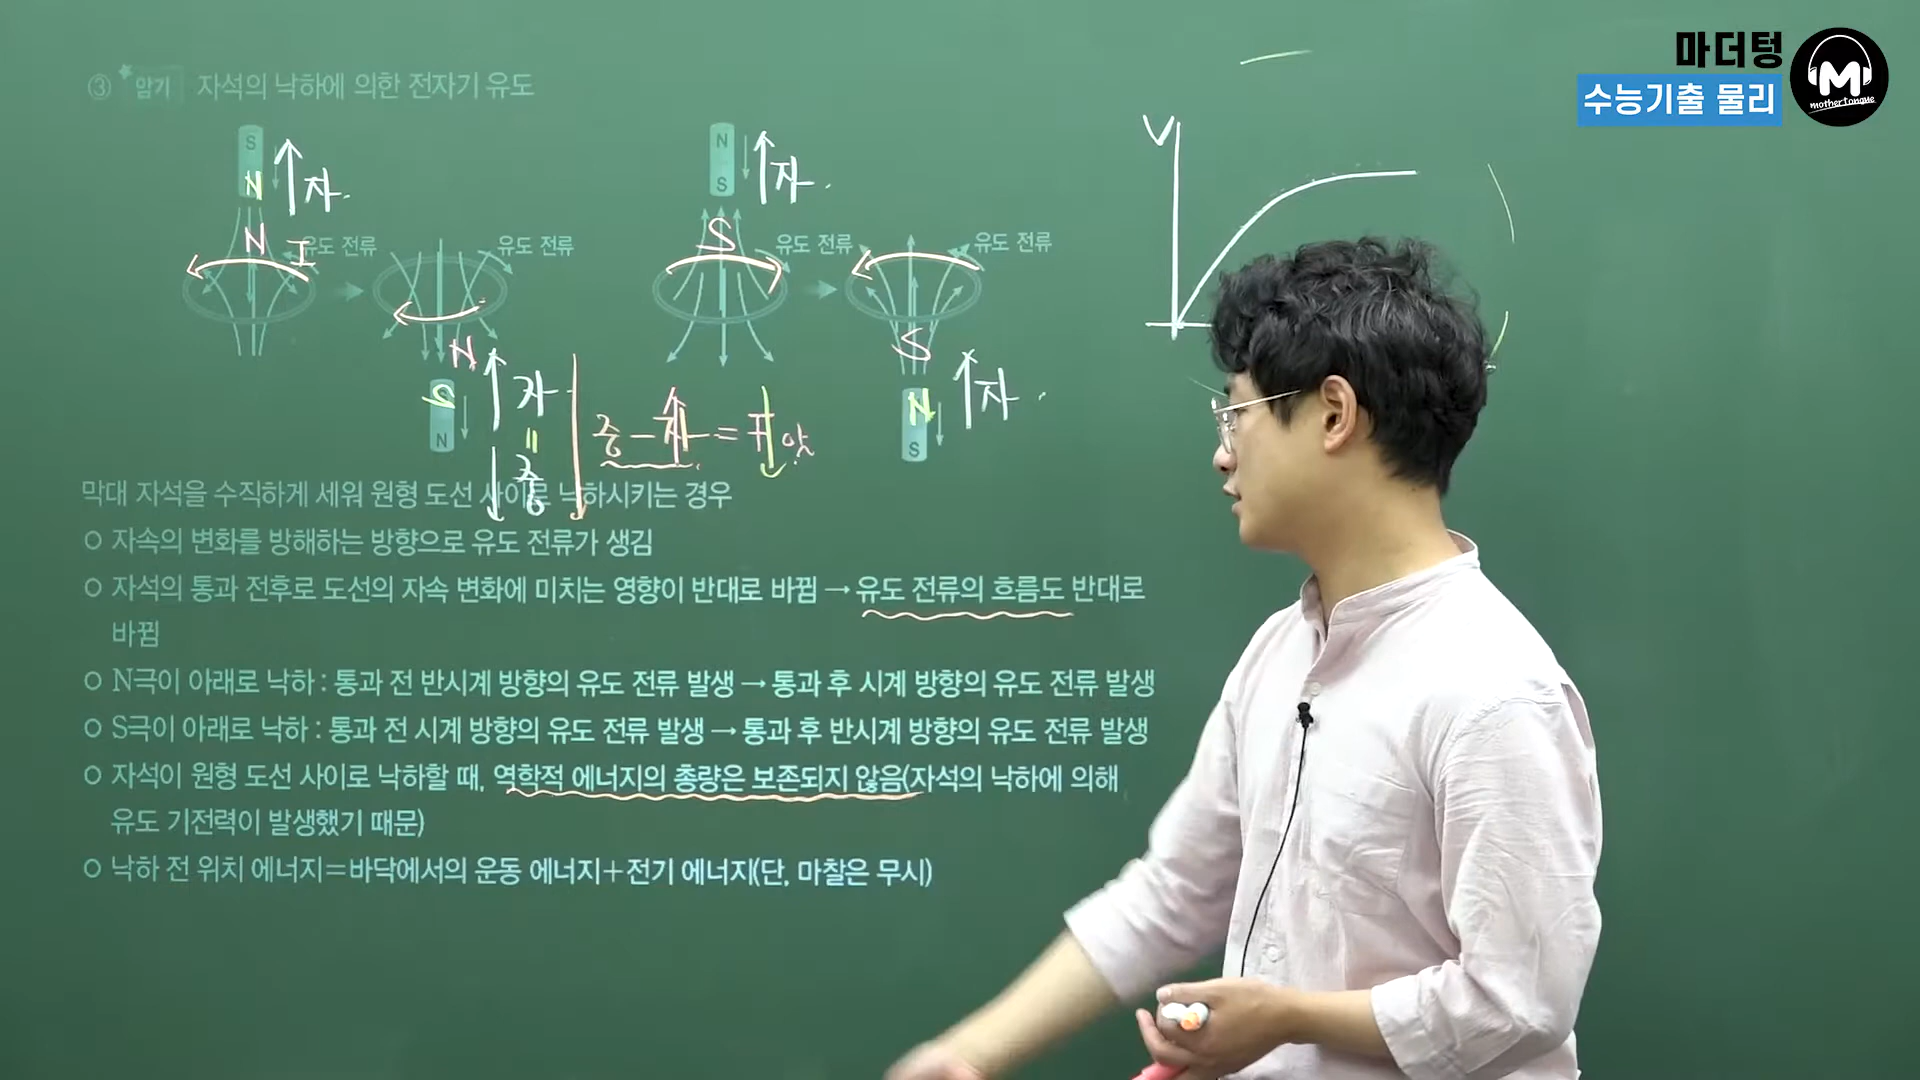 마더텅
수능기출 물리
M
mothertongue
③ 암기 자석의 낙하에 의한 전자기 유도
S
N
자
N
I
유도 전류
유도 전류
N
S
N
자
=
중
중 - 자 = F 알
N
S
자
S
유도 전류
유도 전류
S
N
S
자
V
막대 자석을 수직하게 세워 원형 도선 사이로 낙하시키는 경우
○ 자속의 변화를 방해하는 방향으로 유도 전류가 생김
○ 자석의 통과 전후로 도선의 자속 변화에 미치는 영향이 반대로 바뀜 → 유도 전류의 흐름도 반대로
바뀜
○ N극이 아래로 낙하 : 통과 전 반시계 방향의 유도 전류 발생 → 통과 후 시계 방향의 유도 전류 발생
○ S극이 아래로 낙하 : 통과 전 시계 방향의 유도 전류 발생 → 통과 후 반시계 방향의 유도 전류 발생
○ 자석이 원형 도선 사이로 낙하할 때, 역학적 에너지의 총량은 보존되지 않음(자석의 낙하에 의해
유도 기전력이 발생했기 때문)
○ 낙하 전 위치 에너지=바닥에서의 운동 에너지+전기 에너지(단, 마찰은 무시)